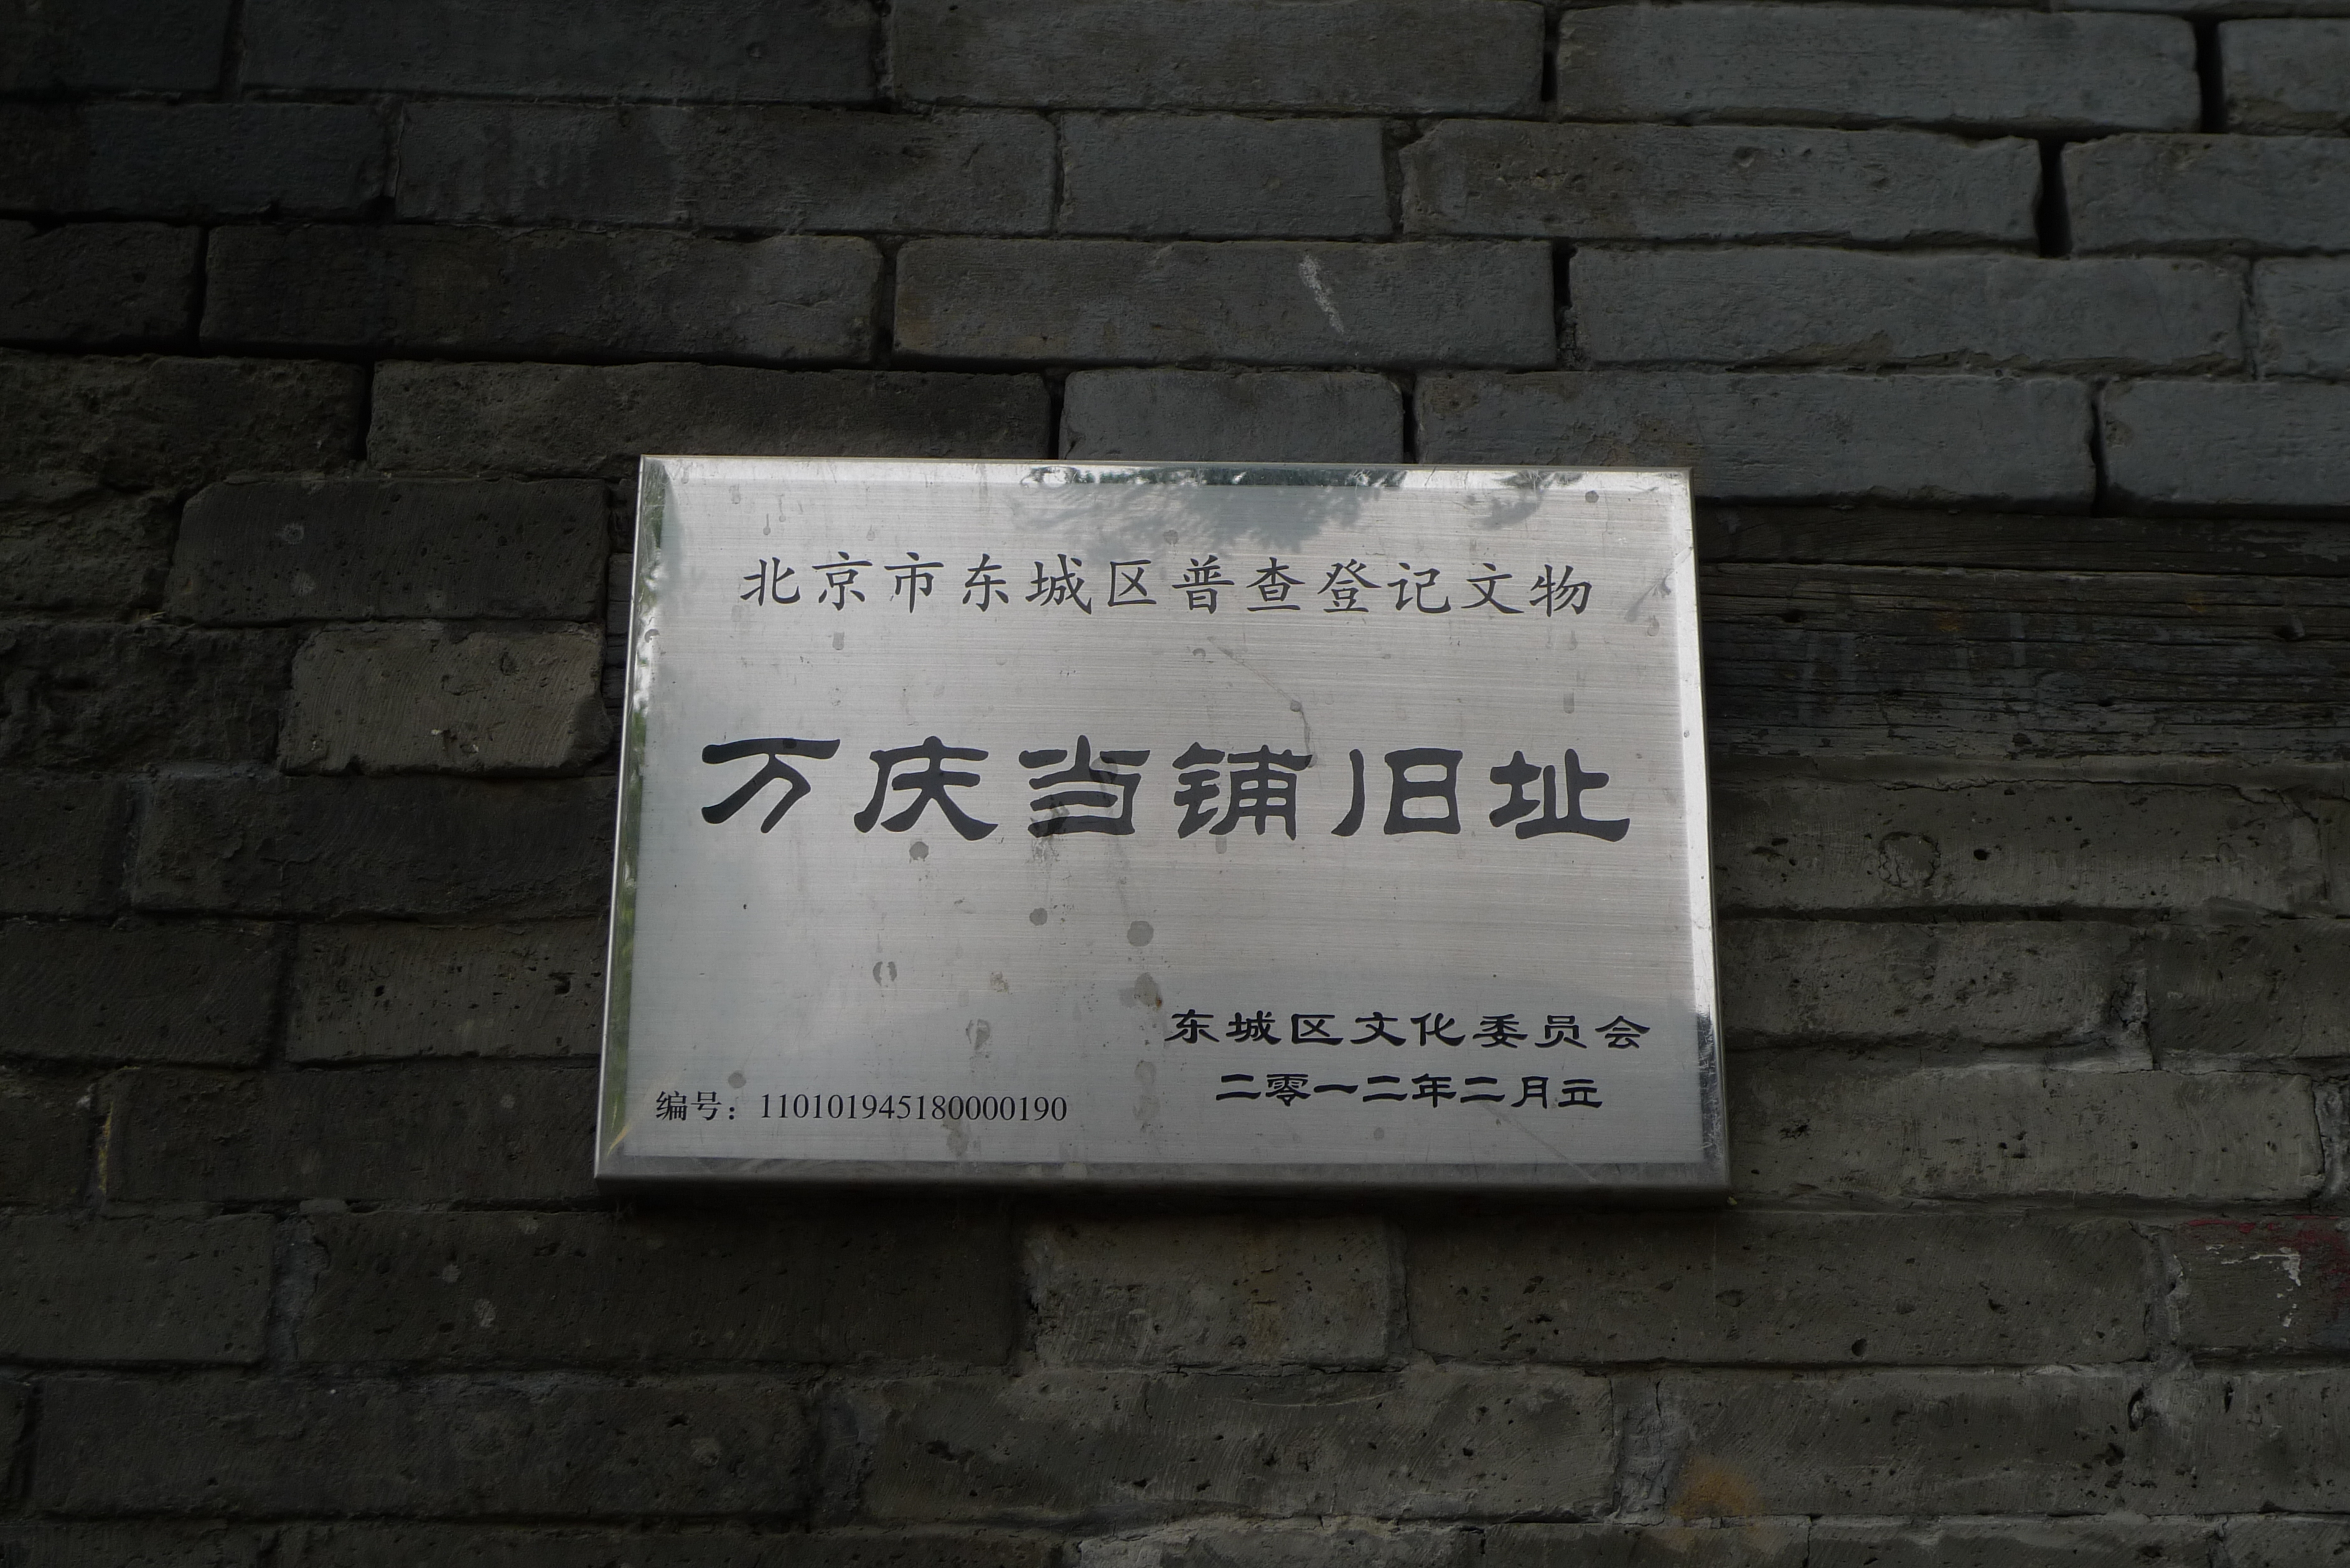 北京市东城区普查登记文物
万庆当铺旧址
东城区文化委员会
二零一二年二月立
编号：110101945180000190